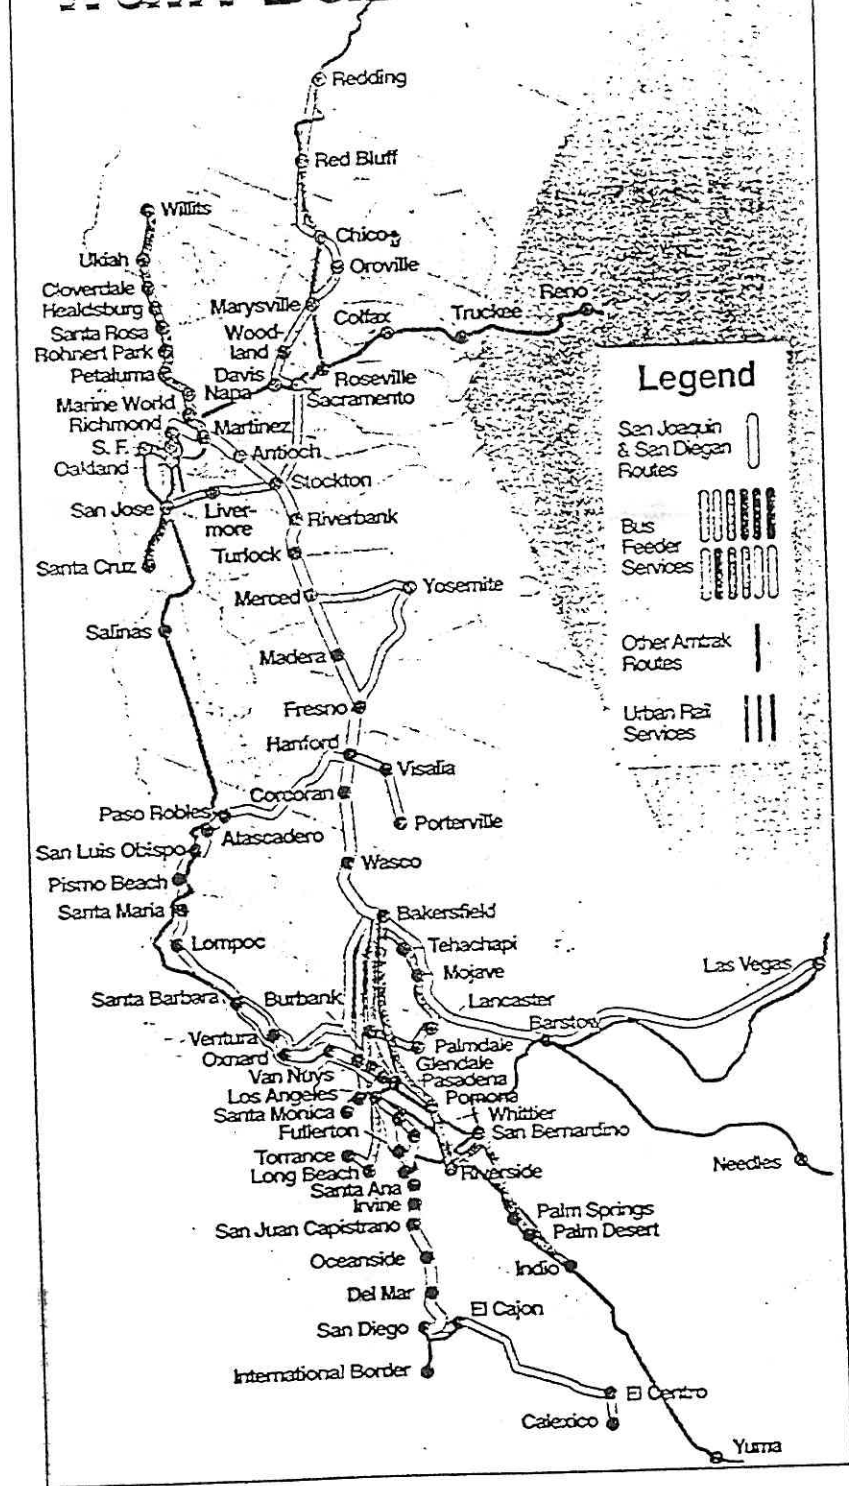 Redding
Red Bluff
Willits
Chico
Ukiah
Oroville
Cloverdale
Healdsburg
Marysville
Reno
Truckee
Colfax
Santa Rosa
Wood-
land
Rohnert Park
Petaluma
Davis
Roseville
Napa
Sacramento
Marine World
Richmond
Martinez
S. F.
Antioch
Oakland
Stockton
San Jose
Liver-
more
Riverbank
Turlock
Santa Cruz
Merced
Yosemite
Salinas
Madera
Fresno
Hanford
Visalia
Corcoran
Paso Robles
Porterville
Atascadero
San Luis Obispo
Wasco
Pismo Beach
Santa Maria
Bakersfield
Lompoc
Tehachapi
Mojave
Las Vegas
Santa Barbara
Burbank
Lancaster
Barstow
Ventura
Palmdale
Oxnard
Glendale
Van Nuys
Pasadena
Los Angeles
Pomona
Santa Monica
Whittier
Fullerton
San Bernardino
Torrance
Needles
Long Beach
Riverside
Santa Ana
Irvine
Palm Springs
San Juan Capistrano
Palm Desert
Oceanside
Indio
Del Mar
El Cajon
San Diego
International Border
El Centro
Calexico
Yuma
Legend
San Joaquin
& San Diegan
Routes
Bus
Feeder
Services
Other Amtrak
Routes
Urban Rail
Services